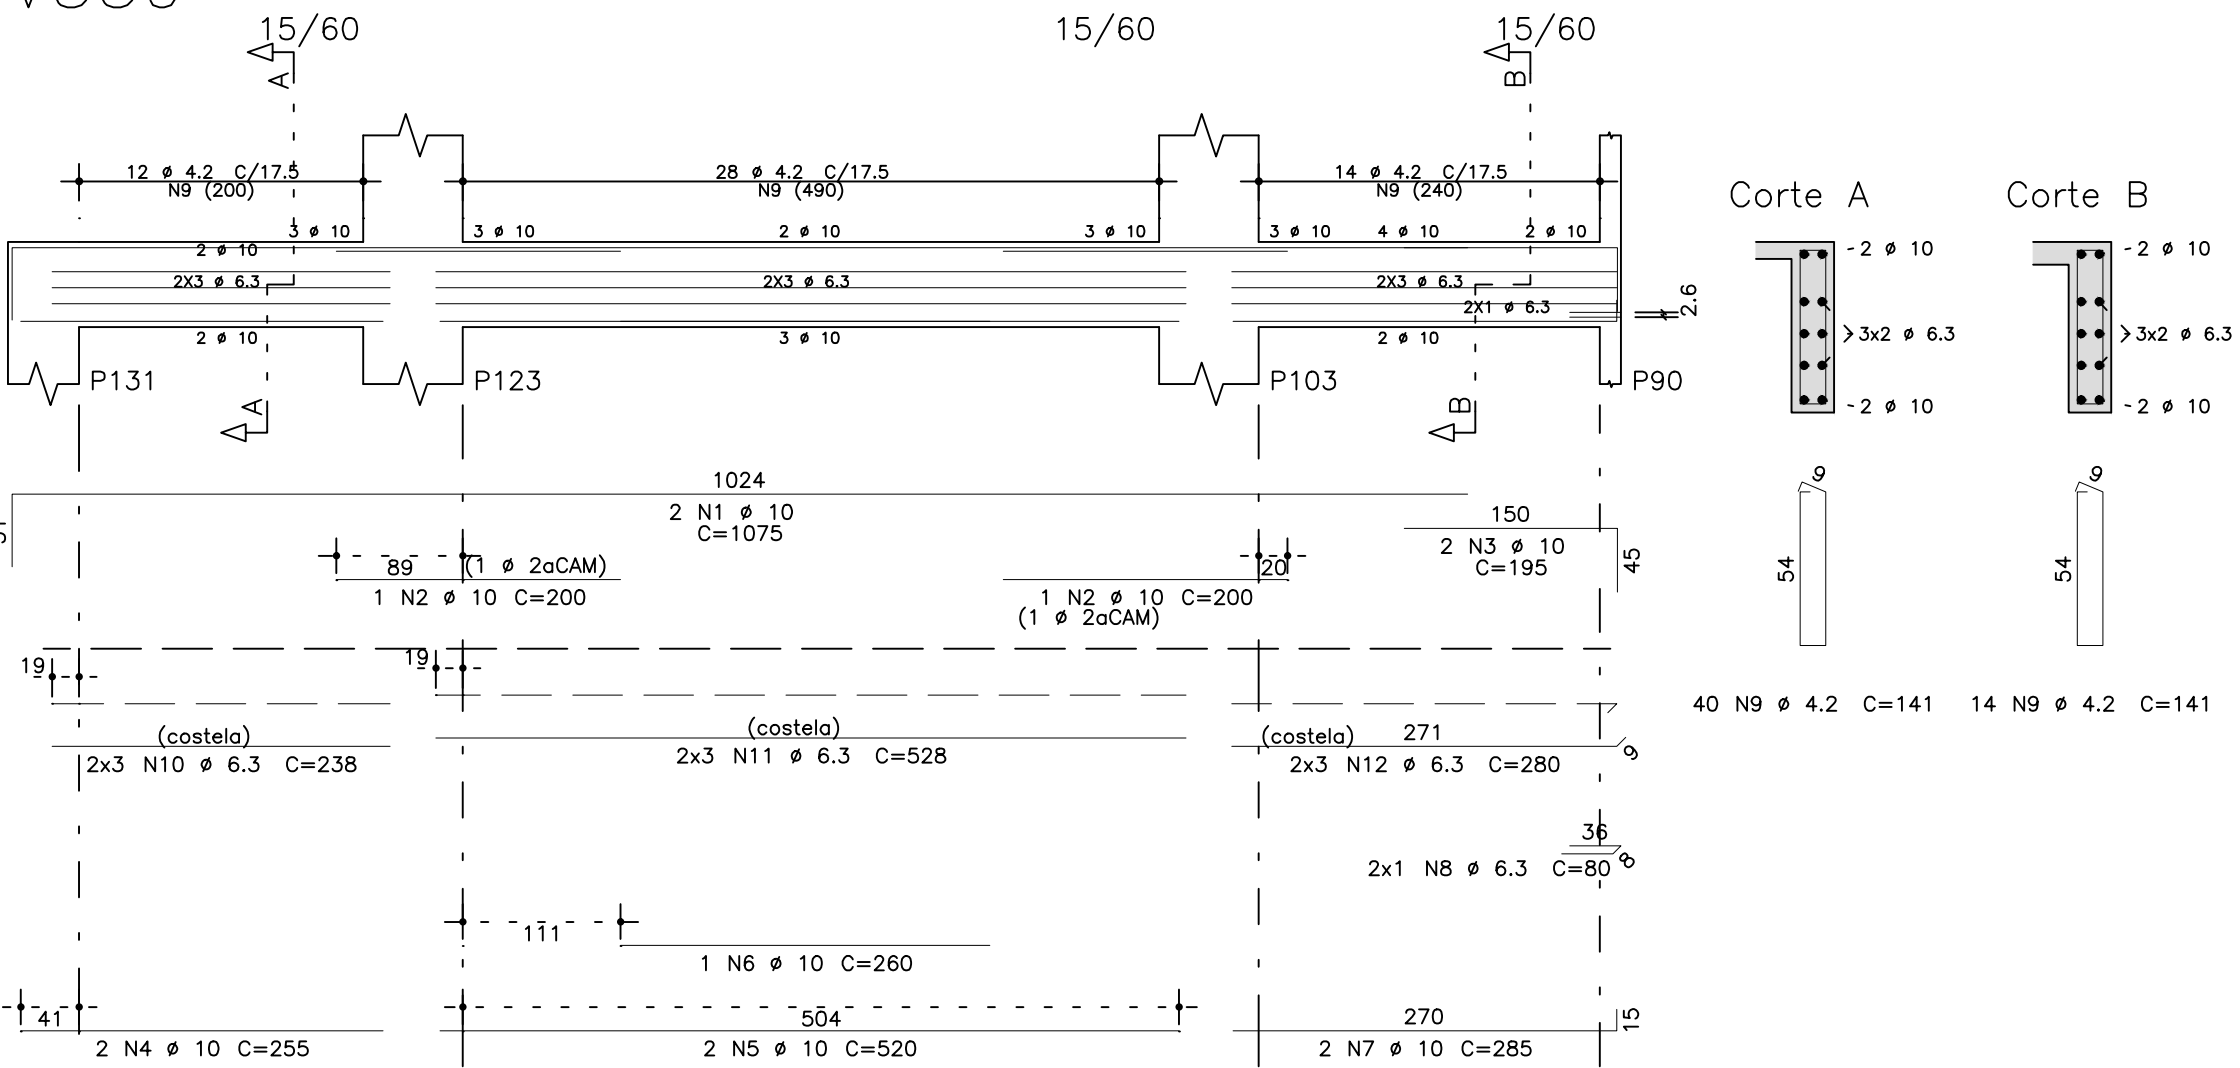 15/60
15/60
15/60
A
B
12 ø 4.2 C/17.5
N9 (200)
28 ø 4.2 C/17.5
N9 (490)
14 ø 4.2 C/17.5
N9 (240)
Corte A
Corte B
3 ø 10
3 ø 10
2 ø 10
3 ø 10
3 ø 10
4 ø 10
2 ø 10
2 ø 10
2X3 ø 6.3
2X3 ø 6.3
2X3 ø 6.3
2X1 ø 6.3
2.6
2 ø 10
3 ø 10
2 ø 10
-2 ø 10
3x2 ø 6.3
-2 ø 10
-2 ø 10
3x2 ø 6.3
-2 ø 10
P131
P123
P103
P90
A
B
1024
2 N1 ø 10
C=1075
150
2 N3 ø 10
C=195
45
89
(1 ø 2aCAM)
1 N2 ø 10 C=200
20
1 N2 ø 10 C=200
(1 ø 2aCAM)
9
54
9
54
40 N9 ø 4.2 C=141
14 N9 ø 4.2 C=141
19
19
(costela)
2x3 N10 ø 6.3 C=238
(costela)
2x3 N11 ø 6.3 C=528
(costela)
271
9
2x3 N12 ø 6.3 C=280
36
8
2x1 N8 ø 6.3 C=80
111
1 N6 ø 10 C=260
41
2 N4 ø 10 C=255
504
2 N5 ø 10 C=520
270
15
2 N7 ø 10 C=285